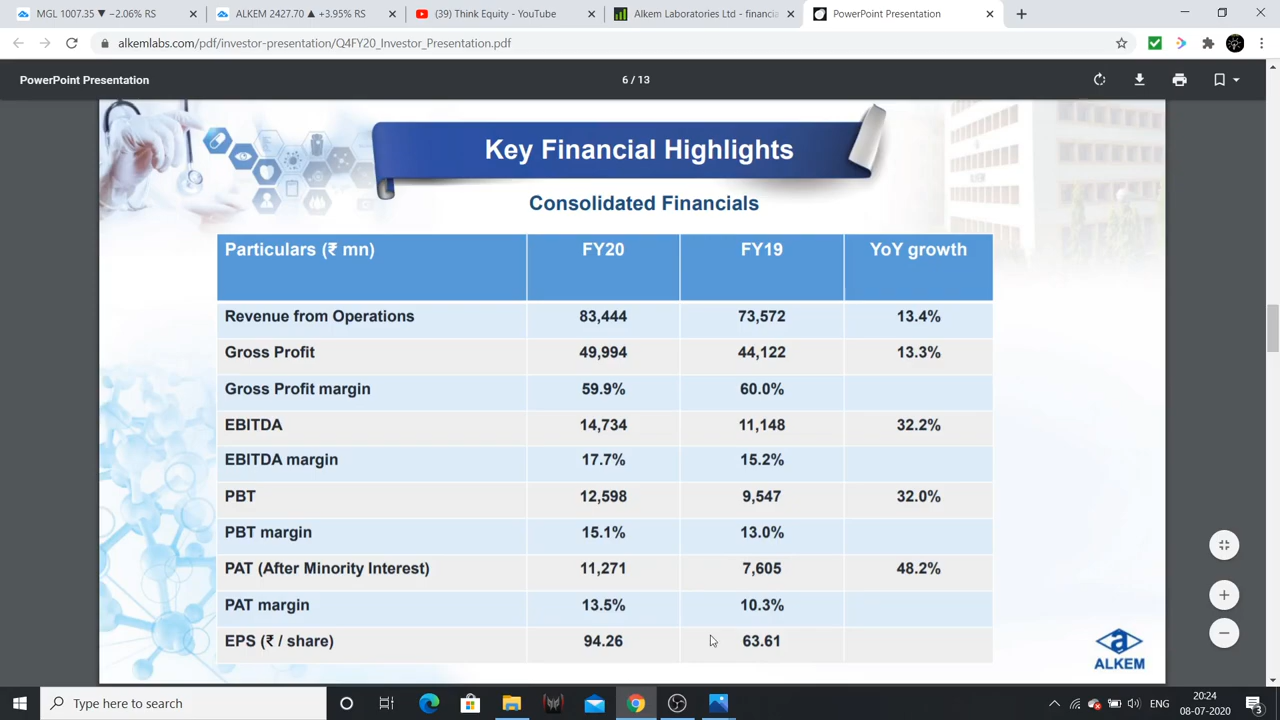 MGL 1007.35 ▼ −2.06% RS
ALKEM 2427.70 ▲ +3.95% RS
(39) Think Equity - YouTube
Alkem Laboratories Ltd - financia
PowerPoint Presentation
alkemlabs.com/pdf/investor-presentation/Q4FY20_Investor_Presentation.pdf
PowerPoint Presentation
6 / 13
Key Financial Highlights
Consolidated Financials
Particulars (₹ mn) FY20 FY19 YoY growth
Revenue from Operations 83,444 73,572 13.4%
Gross Profit 49,994 44,122 13.3%
Gross Profit margin 59.9% 60.0%
EBITDA 14,734 11,148 32.2%
EBITDA margin 17.7% 15.2%
PBT 12,598 9,547 32.0%
PBT margin 15.1% 13.0%
PAT (After Minority Interest) 11,271 7,605 48.2%
PAT margin 13.5% 10.3%
EPS (₹ / share) 94.26 63.61
ALKEM
ALKEM
Type here to search
ENG
20:24
08-07-2020
3